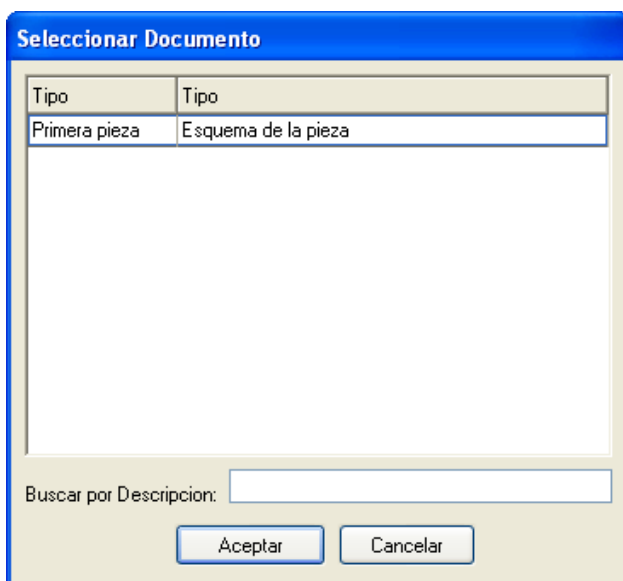 Seleccionar Documento
Tipo Tipo
Primera pieza Esquema de la pieza
Buscar por Descripcion:
Aceptar Cancelar